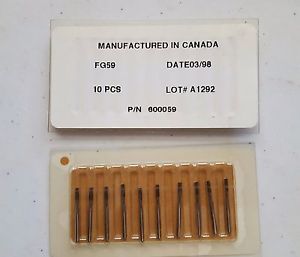 MANUFACTURED IN CANADA
FG59 DATE03/98
10 PCS LOT# A1292
P/N 600059